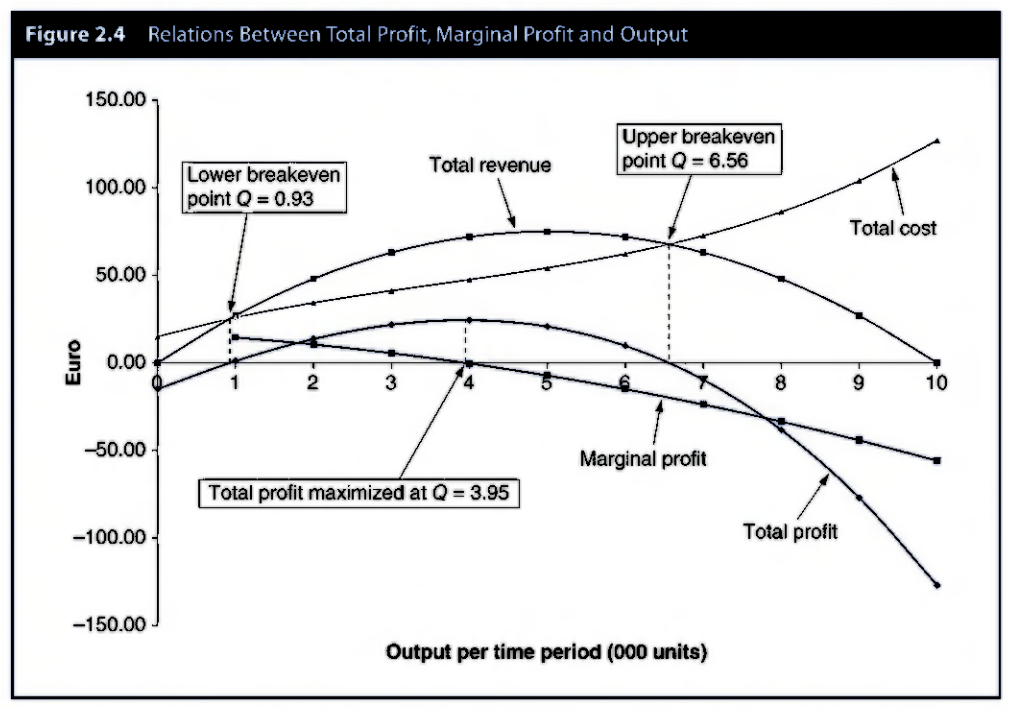 Figure 2.4 Relations Between Total Profit, Marginal Profit and Output
150.00
100.00
50.00
0.00
−50.00
−100.00
−150.00
Euro
Lower breakeven
point Q = 0.93
Total revenue
Upper breakeven
point Q = 6.56
Total cost
0 1 2 3 4 5 6 7 8 9 10
Marginal profit
Total profit maximized at Q = 3.95
Total profit
Output per time period (000 units)